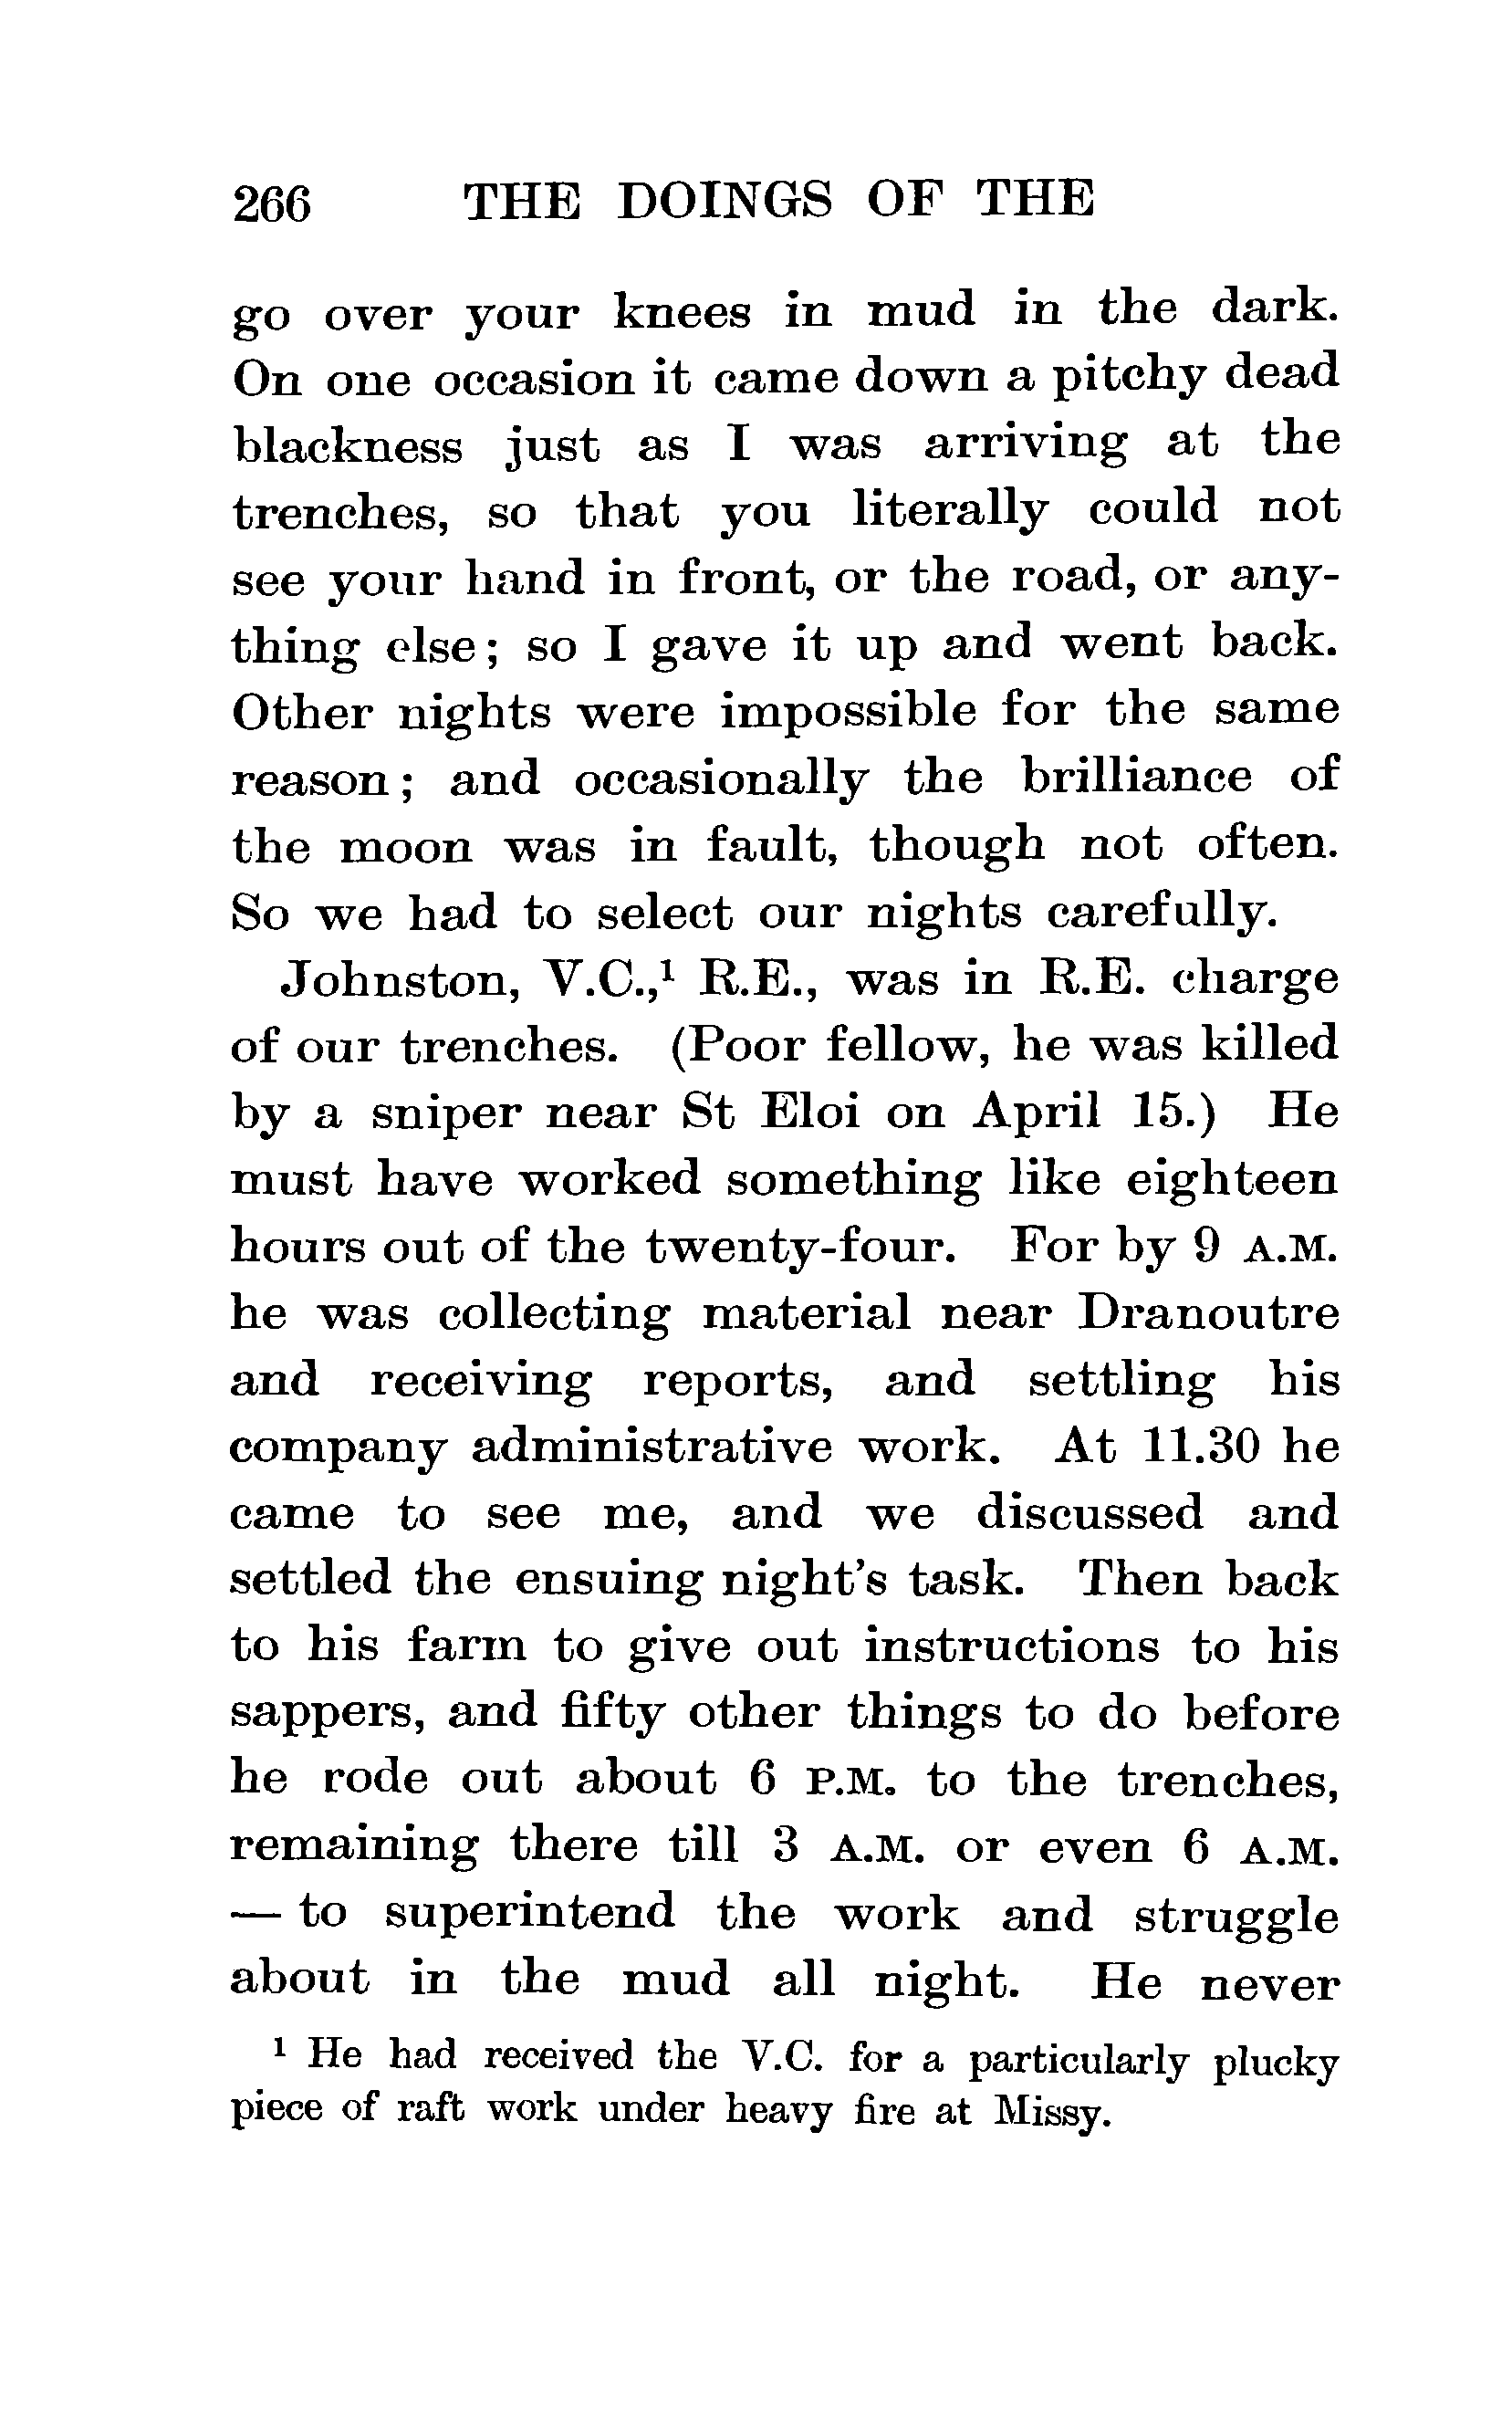 266 THE DOINGS OF THE
go over your knees in mud in the dark.
On one occasion it came down a pitchy dead
blackness just as I was arriving at the
trenches, so that you literally could not
see your hand in front, or the road, or any-
thing else; so I gave it up and went back.
Other nights were impossible for the same
reason; and occasionally the brilliance of
the moon was in fault, though not often.
So we had to select our nights carefully.
Johnston, V.C.,¹ R.E., was in R.E. charge
of our trenches. (Poor fellow, he was killed
by a sniper near St Eloi on April 15.) He
must have worked something like eighteen
hours out of the twenty-four. For by 9 A.M.
he was collecting material near Dranoutre
and receiving reports, and settling his
company administrative work. At 11.30 he
came to see me, and we discussed and
settled the ensuing night's task. Then back
to his farm to give out instructions to his
sappers, and fifty other things to do before
he rode out about 6 P.M. to the trenches,
remaining there till 3 A.M. or even 6 A.M.
— to superintend the work and struggle
about in the mud all night. He never
¹ He had received the V.C. for a particularly plucky
piece of raft work under heavy fire at Missy.